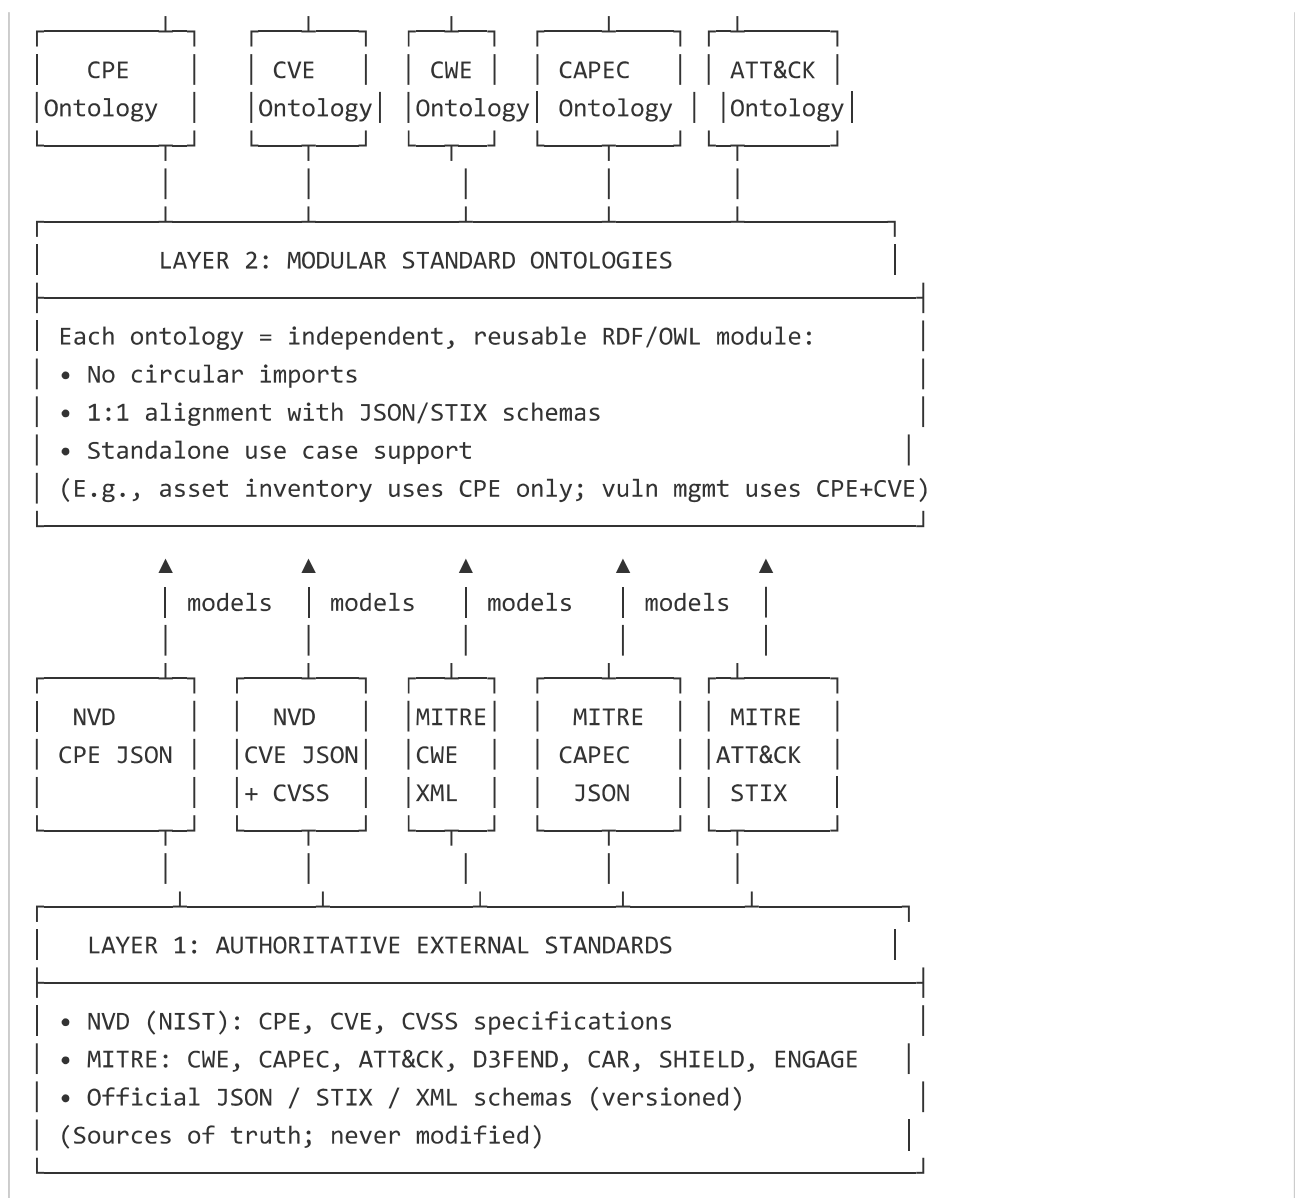 CPE CVE CWE CAPEC ATT&CK
Ontology Ontology Ontology Ontology Ontology
LAYER 2: MODULAR STANDARD ONTOLOGIES
Each ontology = independent, reusable RDF/OWL module:
• No circular imports
• 1:1 alignment with JSON/STIX schemas
• Standalone use case support
(E.g., asset inventory uses CPE only; vuln mgmt uses CPE+CVE)
models models models models
NVD NVD MITRE MITRE MITRE
CPE JSON CVE JSON CWE CAPEC ATT&CK
+ CVSS XML JSON STIX
LAYER 1: AUTHORITATIVE EXTERNAL STANDARDS
• NVD (NIST): CPE, CVE, CVSS specifications
• MITRE: CWE, CAPEC, ATT&CK, D3FEND, CAR, SHIELD, ENGAGE
• Official JSON / STIX / XML schemas (versioned)
(Sources of truth; never modified)